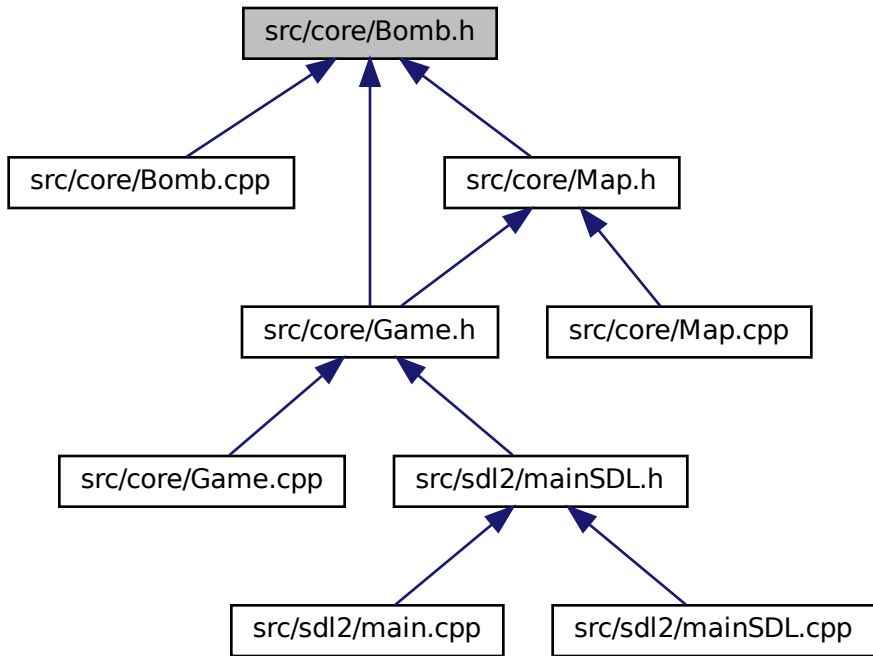 src/core/Bomb.h
src/core/Bomb.cpp
src/core/Map.h
src/core/Game.h
src/core/Map.cpp
src/core/Game.cpp
src/sdl2/mainSDL.h
src/sdl2/main.cpp
src/sdl2/mainSDL.cpp